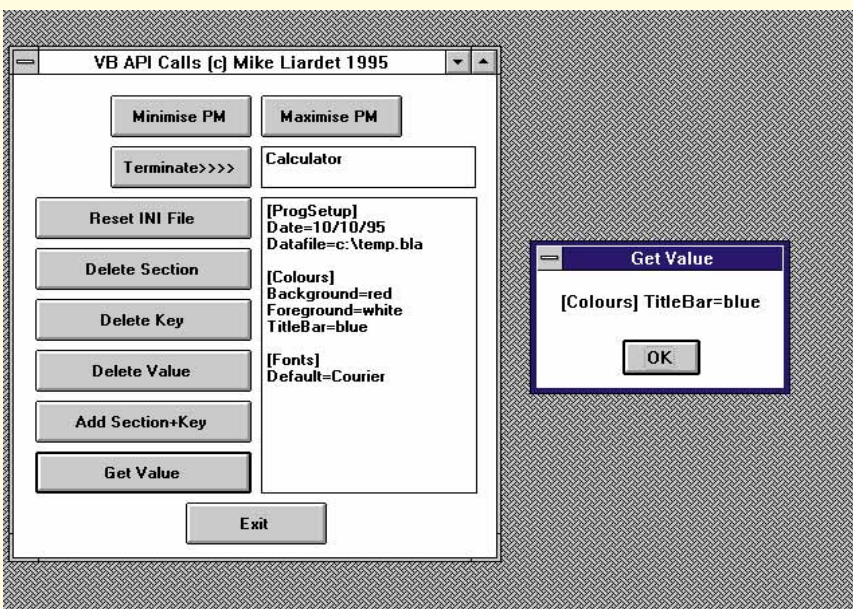 VB API Calls (c) Mike Liardet 1995
Minimise PM
Maximise PM
Terminate>>>>
Calculator
Reset INI File
Delete Section
Delete Key
Delete Value
Add Section+Key
Get Value
[ProgSetup]
Date=10/10/95
Datafile=c:\temp.bla
[Colours]
Background=red
Foreground=white
TitleBar=blue
[Fonts]
Default=Courier
Exit
Get Value
[Colours] TitleBar=blue
OK